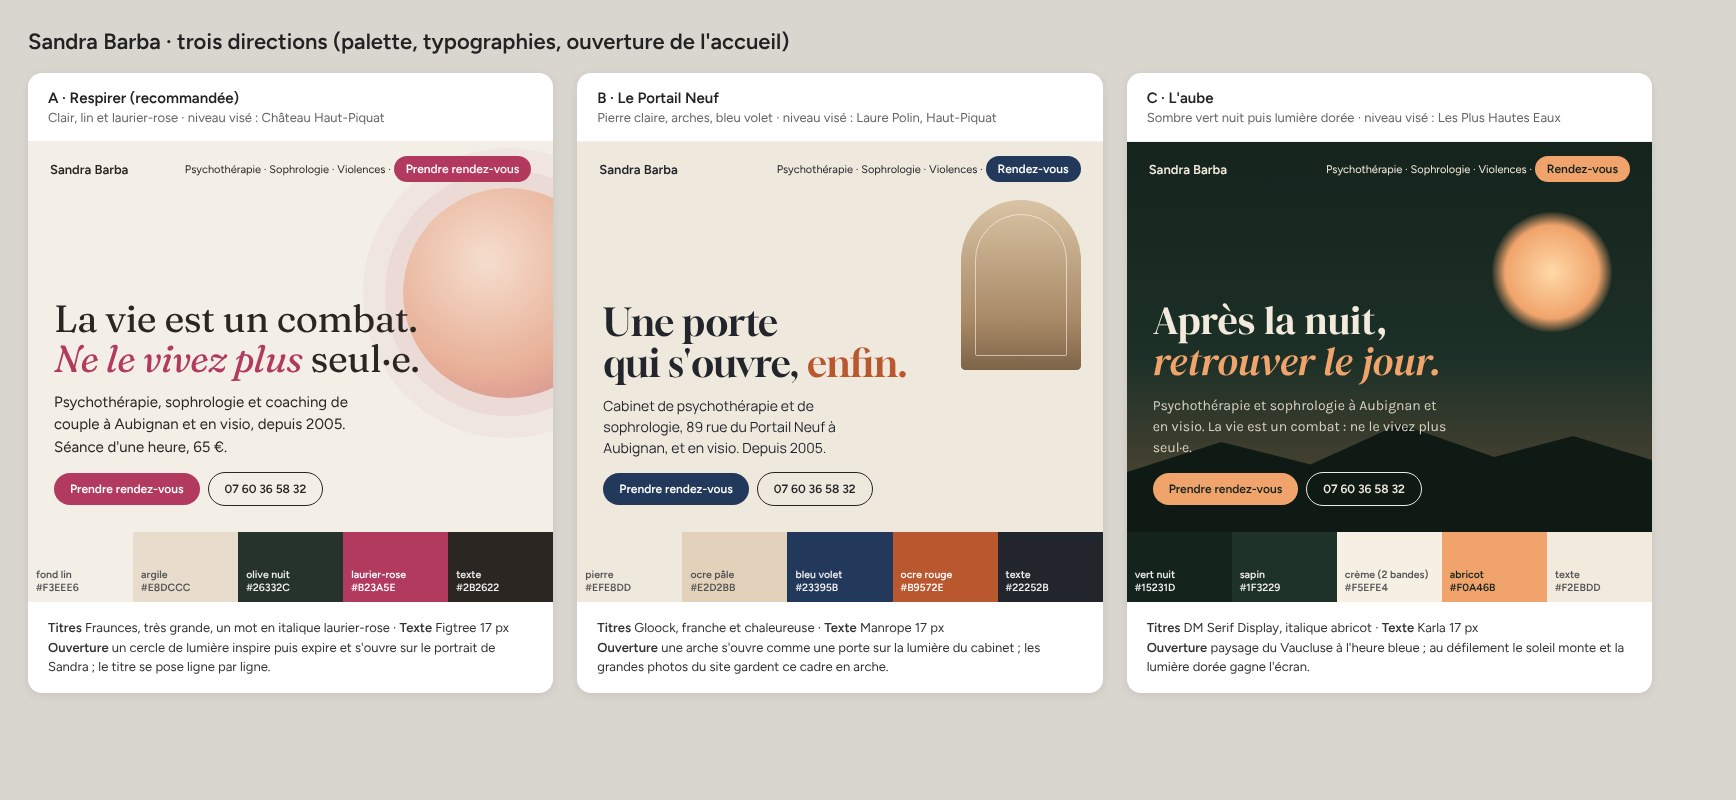 Sandra Barba · trois directions (palette, typographies, ouverture de l'accueil)
A · Respirer (recommandée)
Clair, lin et laurier-rose · niveau visé : Château Haut-Piquat
Sandra Barba
Psychothérapie · Sophrologie · Violences ·
Prendre rendez-vous
La vie est un combat.
Ne le vivez plus seul·e.
Psychothérapie, sophrologie et coaching de
couple à Aubignan et en visio, depuis 2005.
Séance d'une heure, 65 €.
Prendre rendez-vous
07 60 36 58 32
fond lin
#F3EEE6
argile
#E8DCCC
olive nuit
#26332C
laurier-rose
#B23A5E
texte
#2B2622
Titres Fraunces, très grande, un mot en italique laurier-rose · Texte Figtree 17 px
Ouverture un cercle de lumière inspire puis expire et s'ouvre sur le portrait de
Sandra ; le titre se pose ligne par ligne.
B · Le Portail Neuf
Pierre claire, arches, bleu volet · niveau visé : Laure Polin, Haut-Piquat
Sandra Barba
Psychothérapie · Sophrologie · Violences ·
Rendez-vous
Une porte
qui s'ouvre, enfin.
Cabinet de psychothérapie et de
sophrologie, 89 rue du Portail Neuf à
Aubignan, et en visio. Depuis 2005.
Prendre rendez-vous
07 60 36 58 32
pierre
#EFE8DD
ocre pâle
#E2D2BB
bleu volet
#23395B
ocre rouge
#B9572E
texte
#22252B
Titres Gloock, franche et chaleureuse · Texte Manrope 17 px
Ouverture une arche s'ouvre comme une porte sur la lumière du cabinet ; les
grandes photos du site gardent ce cadre en arche.
C · L'aube
Sombre vert nuit puis lumière dorée · niveau visé : Les Plus Hautes Eaux
Sandra Barba
Psychothérapie · Sophrologie · Violences ·
Rendez-vous
Après la nuit,
retrouver le jour.
Psychothérapie et sophrologie à Aubignan et
en visio. La vie est un combat : ne le vivez plus
seul·e.
Prendre rendez-vous
07 60 36 58 32
vert nuit
#15231D
sapin
#1F3229
crème (2 bandes)
#F5EFE4
abricot
#F0A46B
texte
#F2EBDD
Titres DM Serif Display, italique abricot · Texte Karla 17 px
Ouverture paysage du Vaucluse à l'heure bleue ; au défilement le soleil monte et la
lumière dorée gagne l'écran.